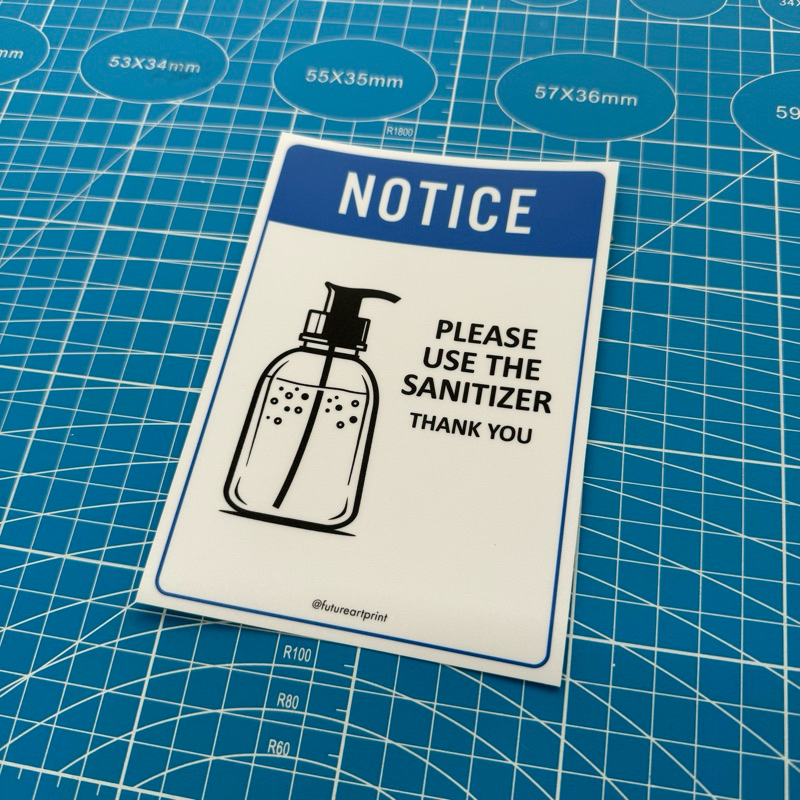 53X34mm
55X35mm
57X36mm
R1800
NOTICE
PLEASE
USE THE
SANITIZER
THANK YOU
@futureartprint
R100
R80
R60